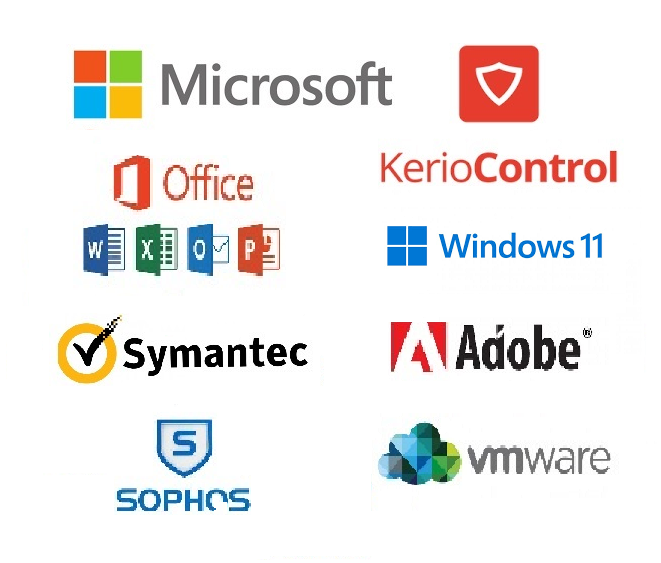 Microsoft
KerioControl
Office
W X O P
Windows 11
Symantec
Adobe®
S
SOPHOS
vmware